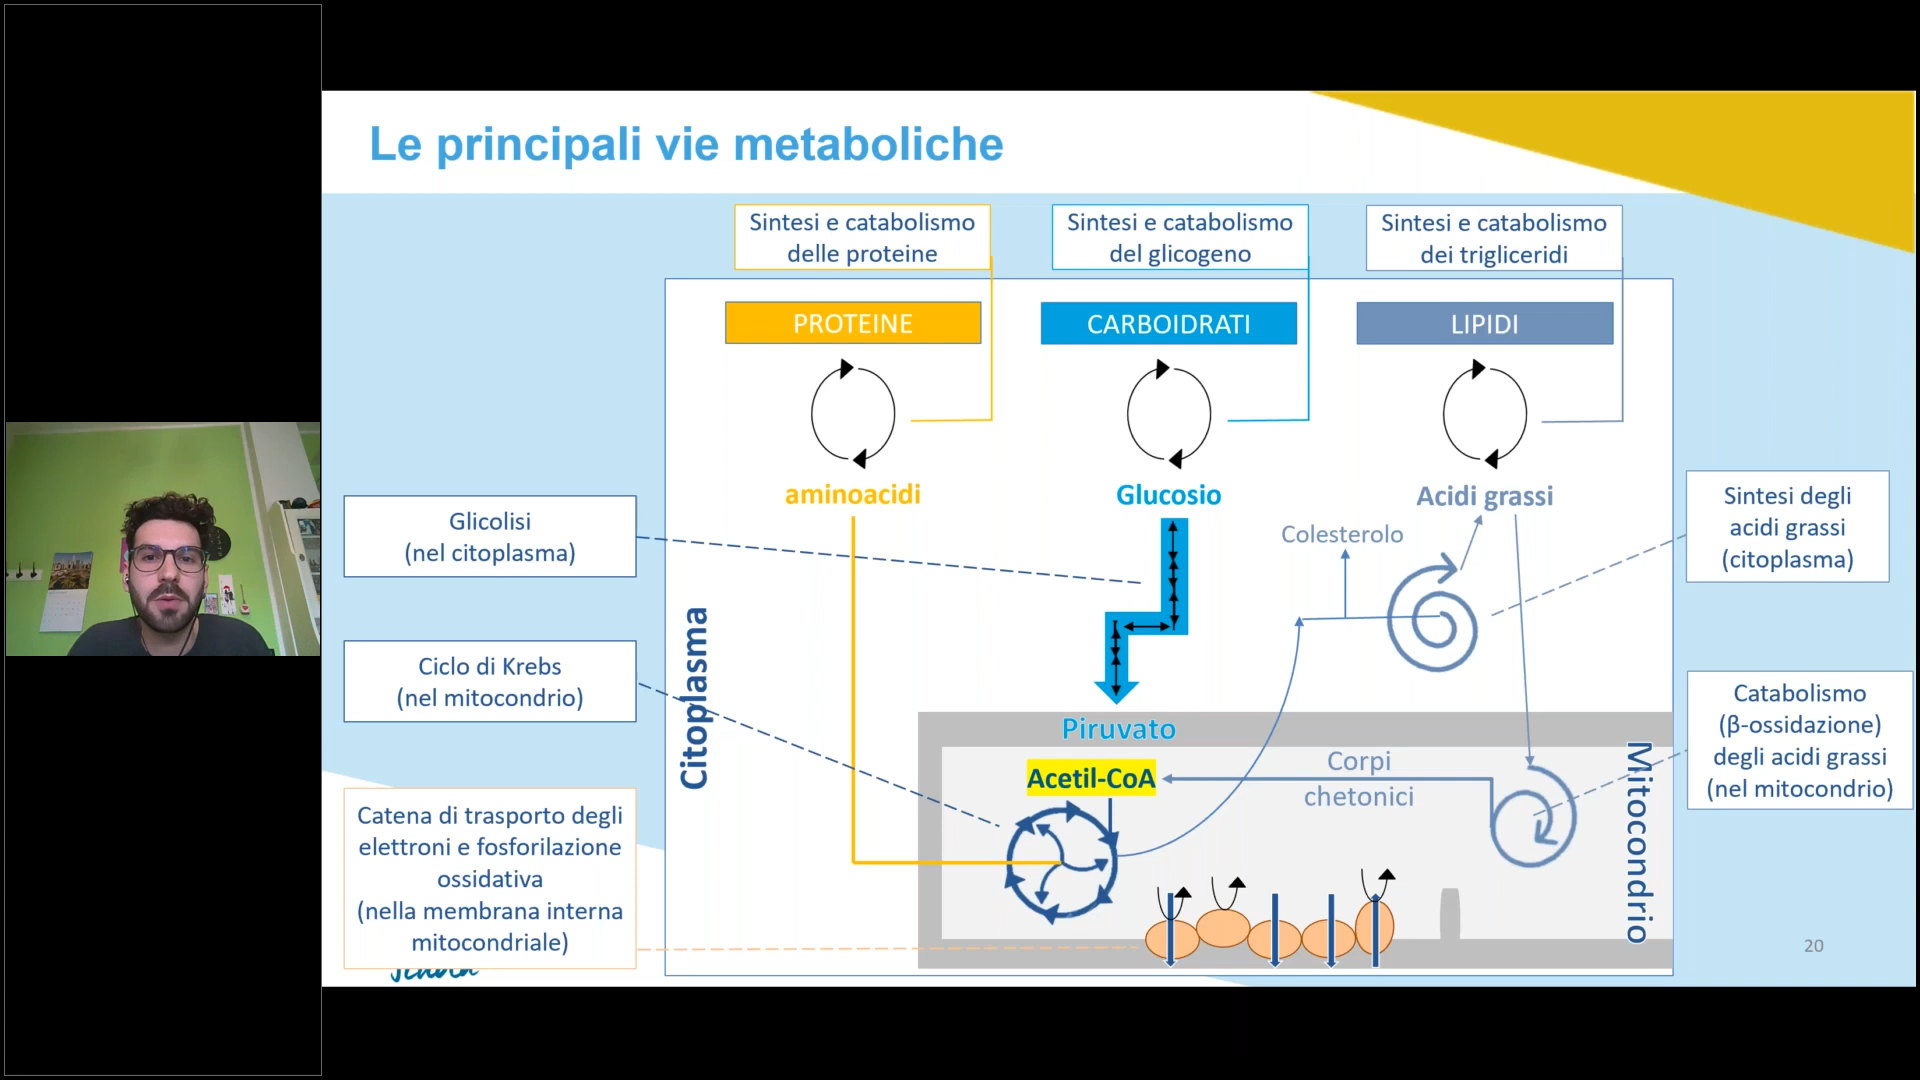 Le principali vie metaboliche
Sintesi e catabolismo
delle proteine
Sintesi e catabolismo
del glicogeno
Sintesi e catabolismo
dei trigliceridi
PROTEINE
CARBOIDRATI
LIPIDI
aminoacidi
Glucosio
Acidi grassi
Glicolisi
(nel citoplasma)
Colesterolo
Sintesi degli
acidi grassi
(citoplasma)
Ciclo di Krebs
(nel mitocondrio)
Citoplasma
Piruvato
Acetil-CoA
Corpi
chetonici
Mitocondrio
Catabolismo
(β-ossidazione)
degli acidi grassi
(nel mitocondrio)
Catena di trasporto degli
elettroni e fosforilazione
ossidativa
(nella membrana interna
mitocondriale)
20